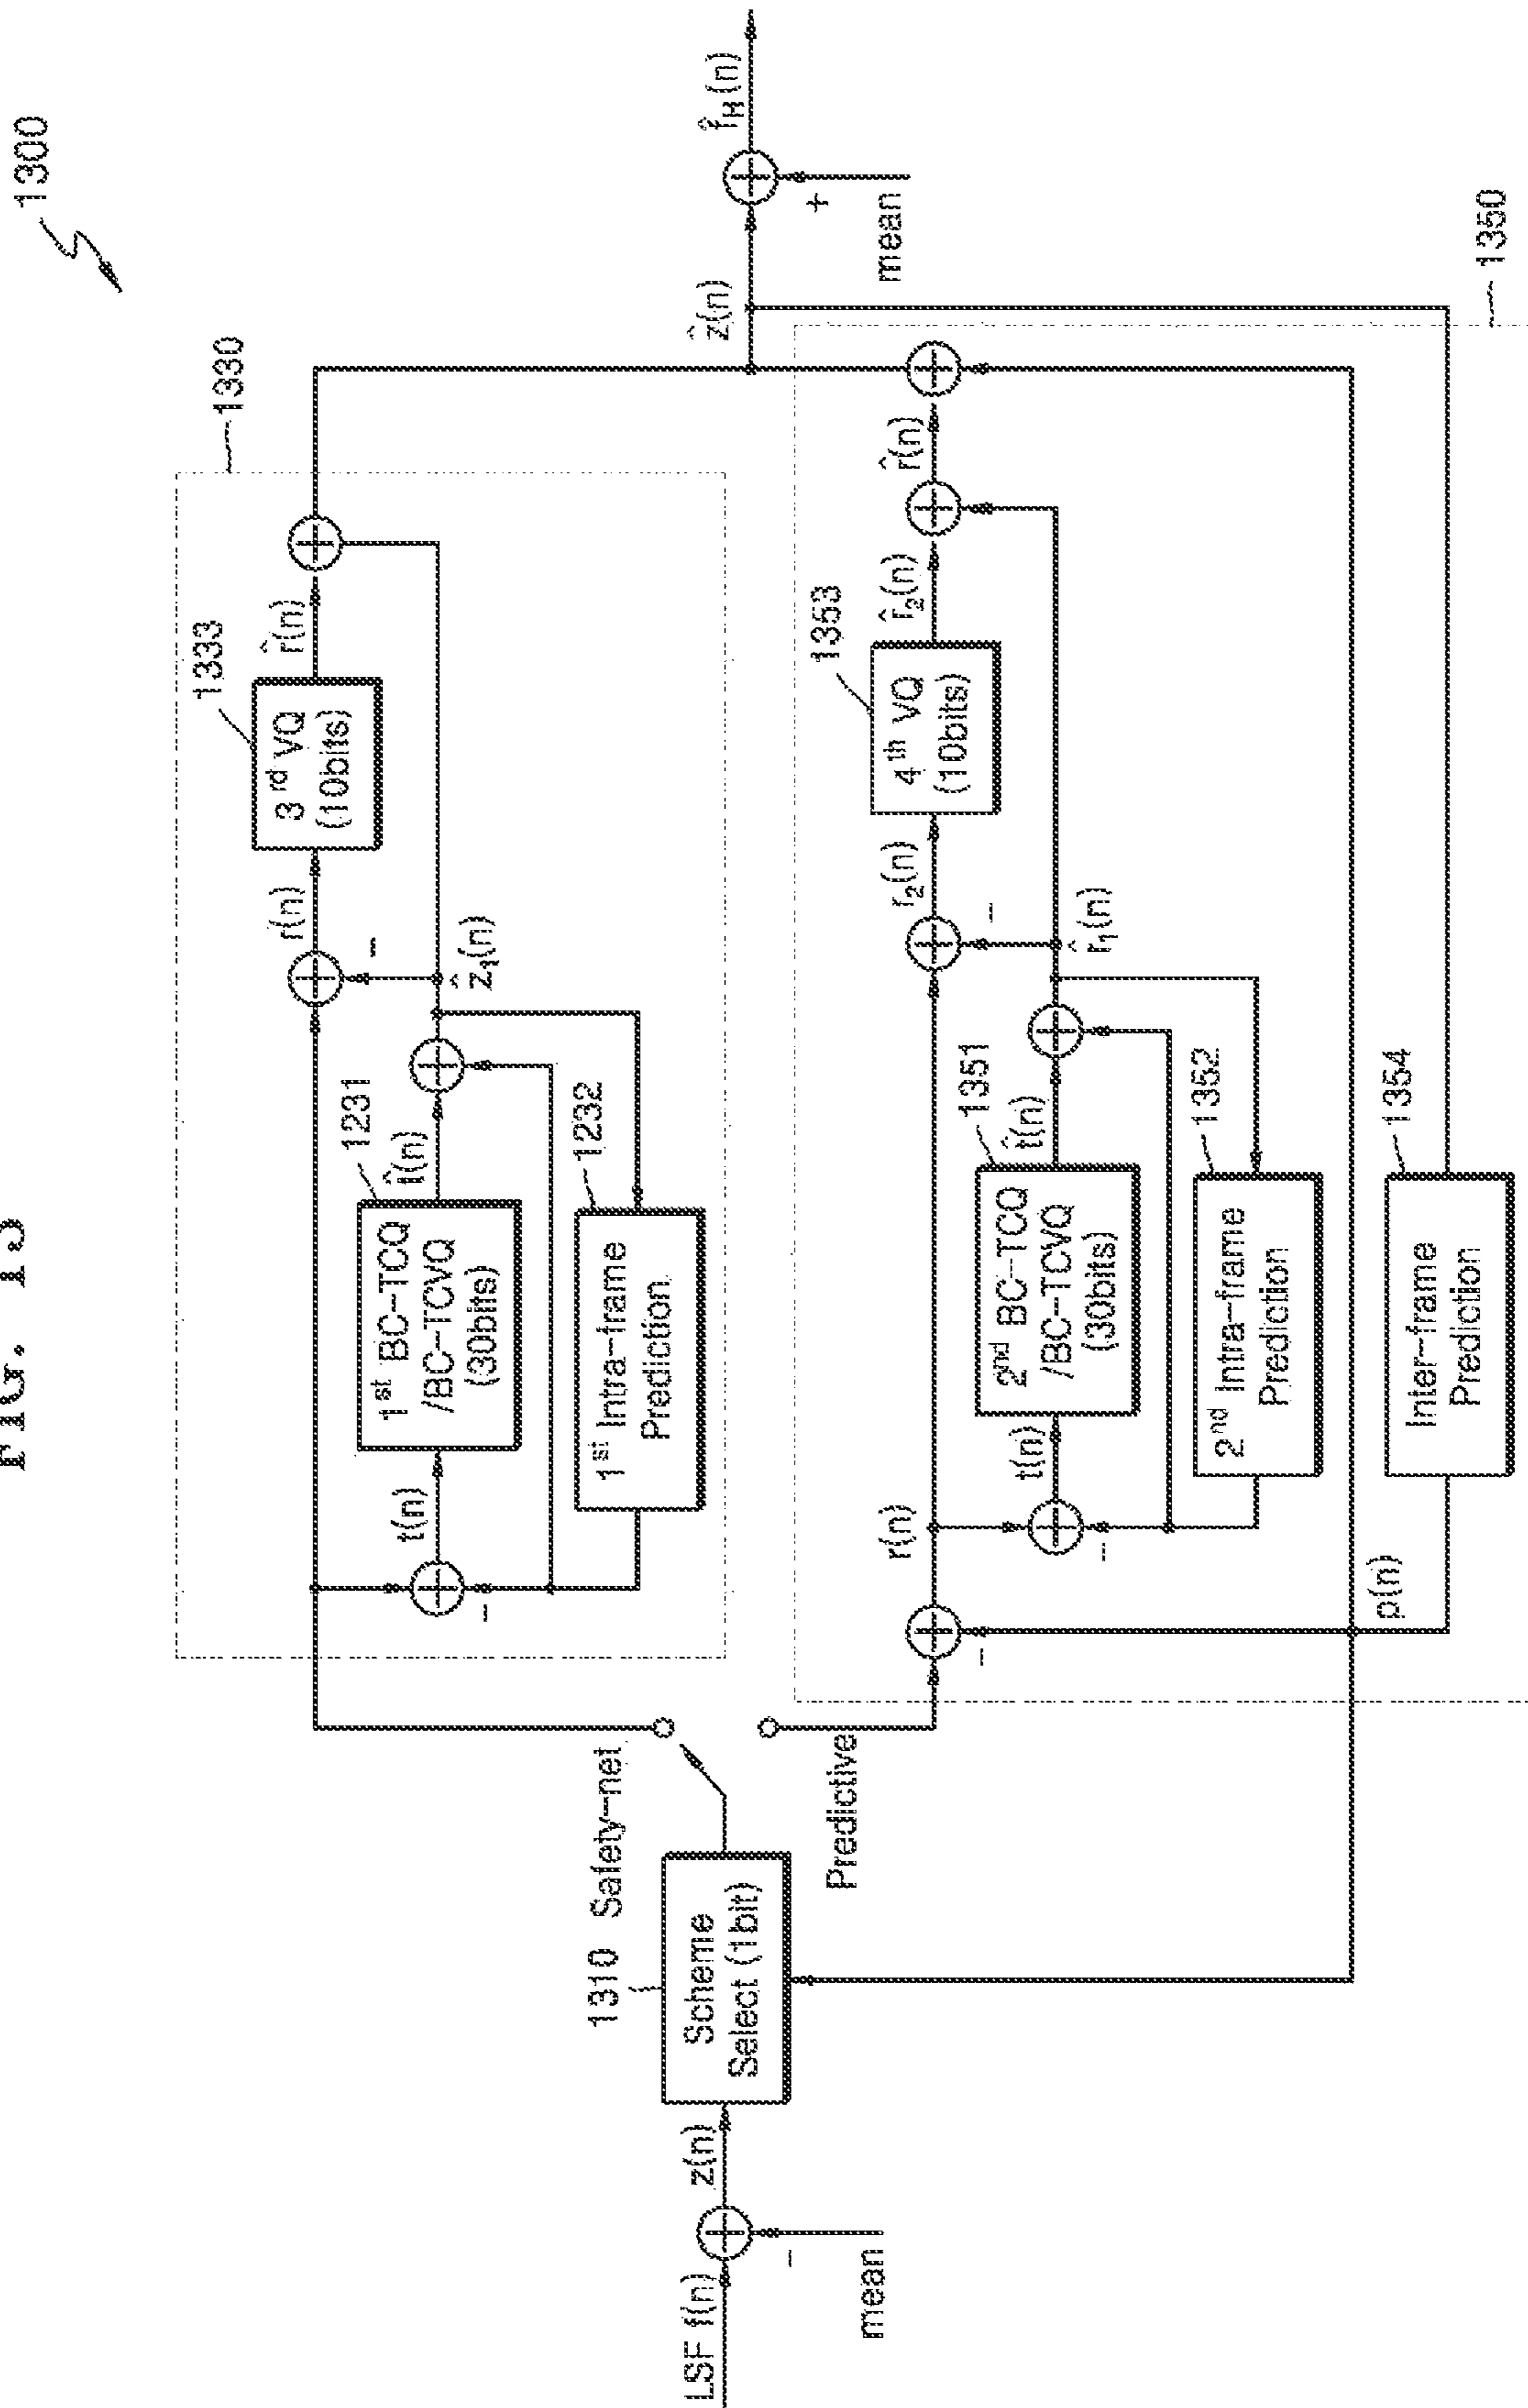 FIG. 13
1300
1330
1333
3rd VQ
(10bits)
r(n)
r̂(n)
1231
1st BC-TCQ
/BC-TCVQ
(30bits)
t(n)
t̂(n)
-
ẑ1(n)
-
1232
1st Intra-frame
Prediction
LSF f(n)
-
mean
z(n)
1310
Scheme
Select (1bit)
Safety-net
Predictive
ẑ(n)
+
mean
1350
1353
4th VQ
(10bits)
r(n)
r2(n)
r̂2(n)
r̂(n)
-
-
r̂1(n)
1351
2nd BC-TCQ
/BC-TCVQ
(30bits)
t(n)
t̂(n)
-
1352
2nd Intra-frame
Prediction
1354
Inter-frame
Prediction
p(n)